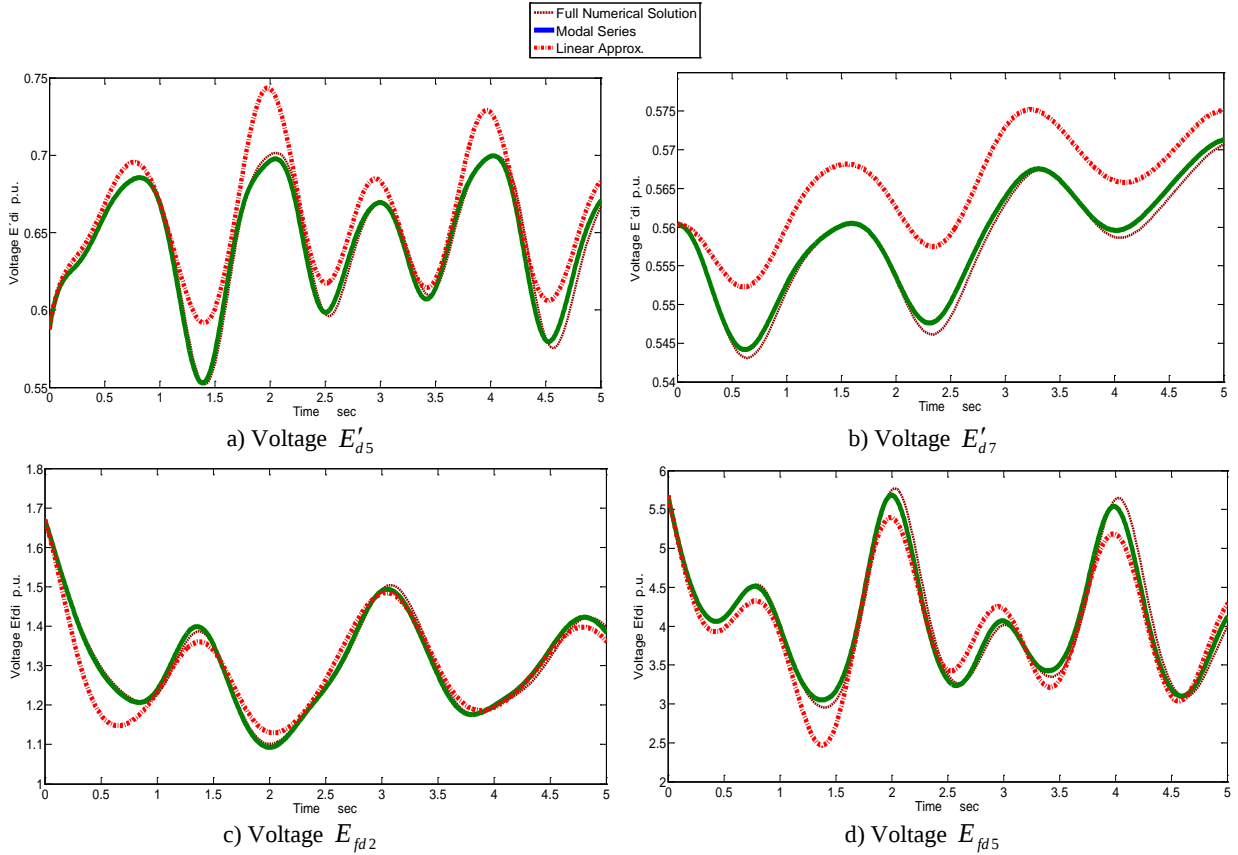 Full Numerical Solution
Modal Series
Linear Approx.
0.75
0.7
0.65
0.6
0.55
Voltage E'di p.u.
0 0.5 1 1.5 2 2.5 3 3.5 4 4.5 5
Time sec
a) Voltage E′d5
0.575
0.57
0.565
0.56
0.555
0.55
0.545
0.54
Voltage E'di p.u.
0 0.5 1 1.5 2 2.5 3 3.5 4 4.5 5
Time sec
b) Voltage E′d7
1.8
1.7
1.6
1.5
1.4
1.3
1.2
1.1
1
Voltage Efdi p.u.
0 0.5 1 1.5 2 2.5 3 3.5 4 4.5 5
Time sec
c) Voltage Efd2
6
5.5
5
4.5
4
3.5
3
2.5
2
Voltage Efdi p.u.
0 0.5 1 1.5 2 2.5 3 3.5 4 4.5 5
Time sec
d) Voltage Efd5